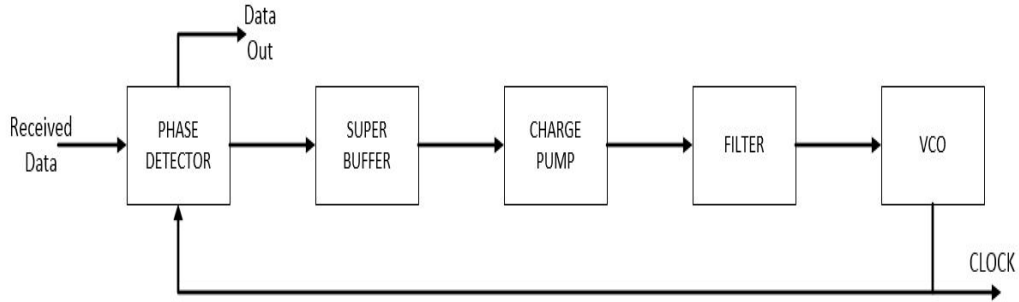 Data
Out
Received
Data
PHASE
DETECTOR
SUPER
BUFFER
CHARGE
PUMP
FILTER
VCO
CLOCK